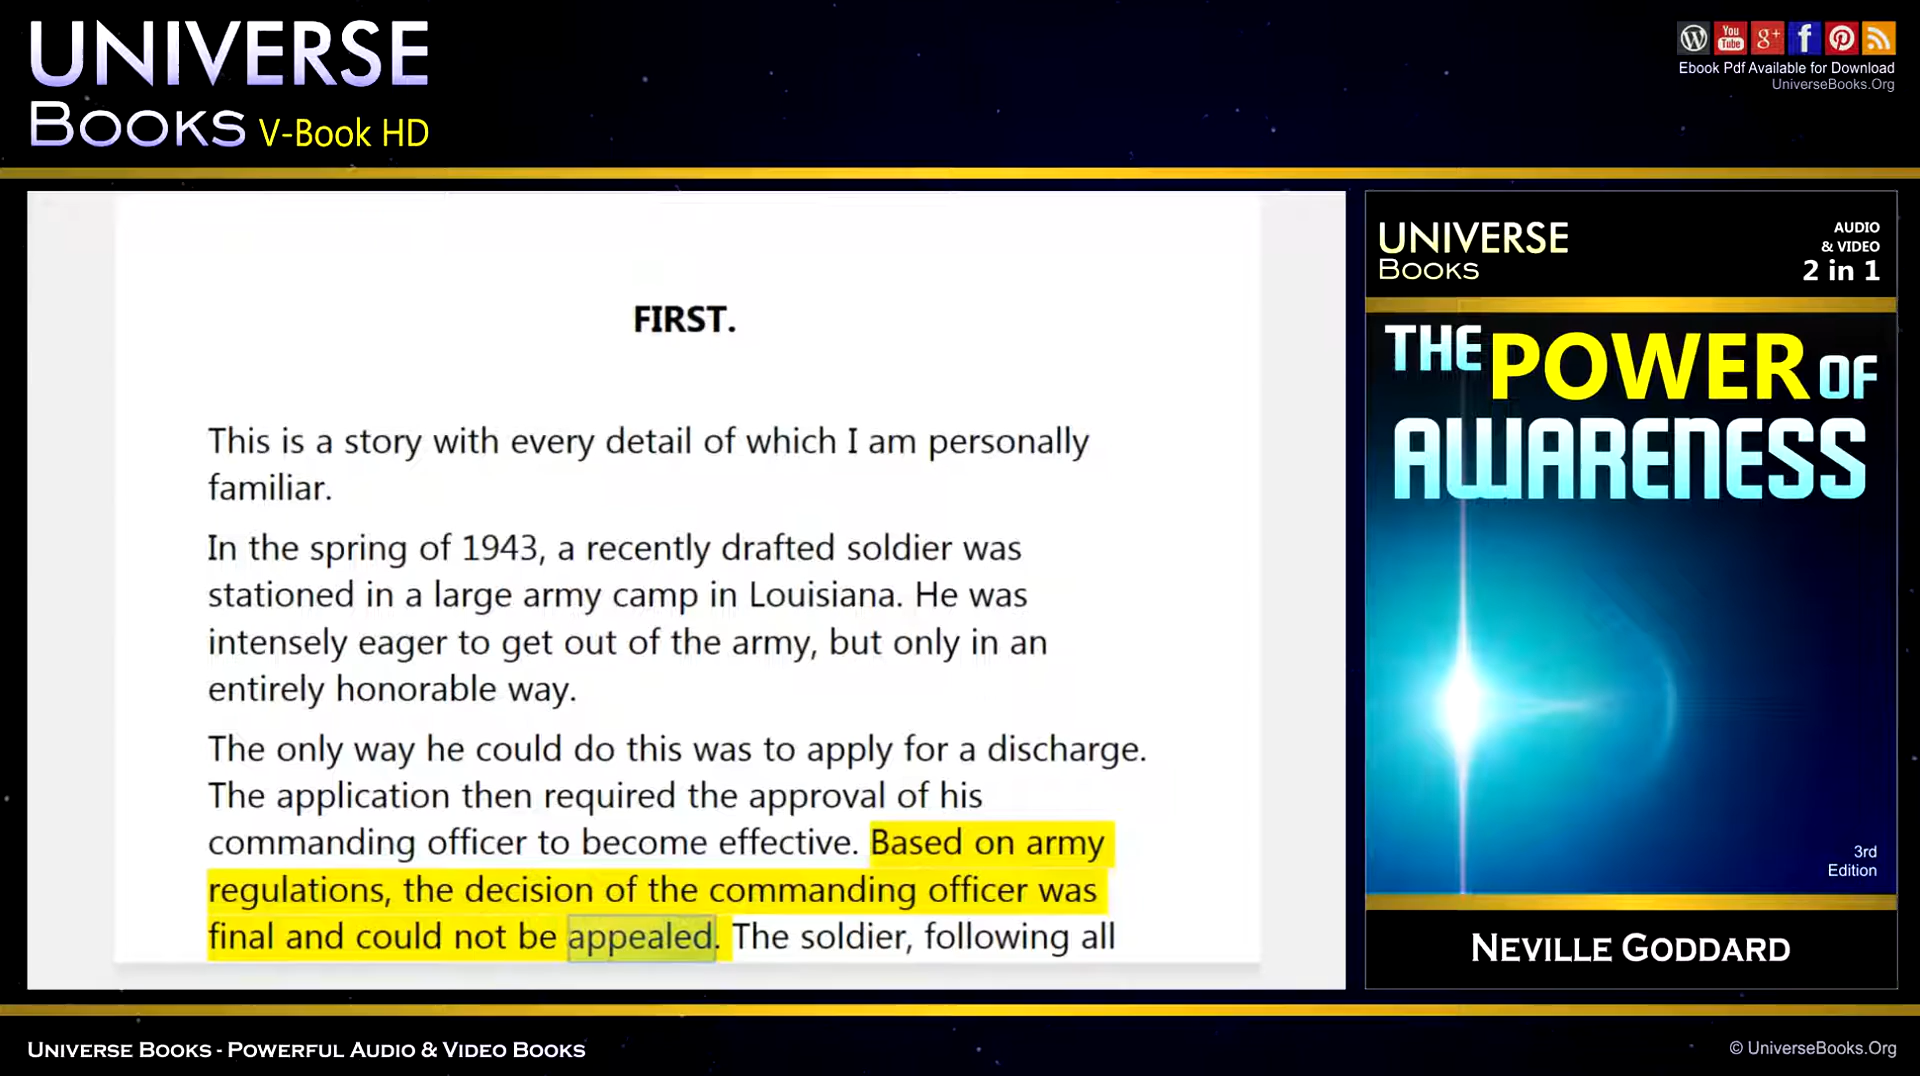 UNIVERSE
BOOKS V-Book HD
You
Tube
g+
f
Ebook Pdf Available for Download
UniverseBooks.Org
FIRST.
This is a story with every detail of which I am personally
familiar.
In the spring of 1943, a recently drafted soldier was
stationed in a large army camp in Louisiana. He was
intensely eager to get out of the army, but only in an
entirely honorable way.
The only way he could do this was to apply for a discharge.
The application then required the approval of his
commanding officer to become effective. Based on army
regulations, the decision of the commanding officer was
final and could not be appealed. The soldier, following all
UNIVERSE
BOOKS
AUDIO
& VIDEO
2 in 1
THE POWER OF
AWARENESS
3rd
Edition
NEVILLE GODDARD
UNIVERSE BOOKS - POWERFUL AUDIO & VIDEO BOOKS
© UniverseBooks.Org